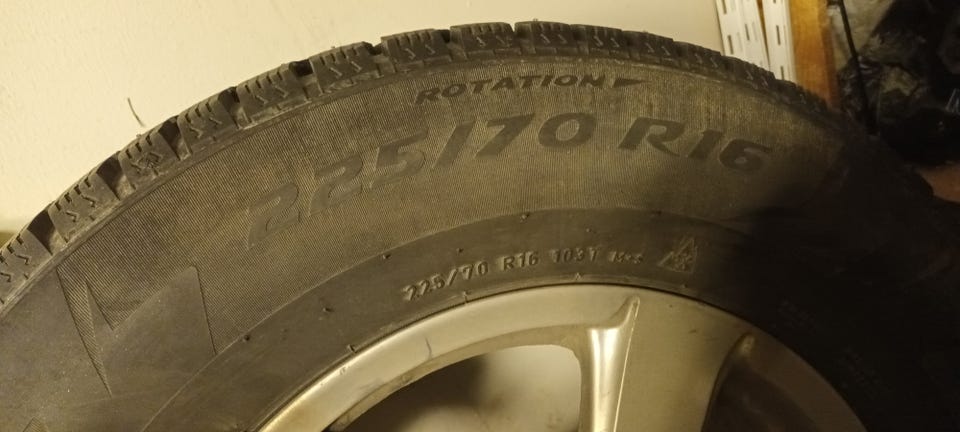 ROTATION
225/70 R16
225/70 R16 103T M+S